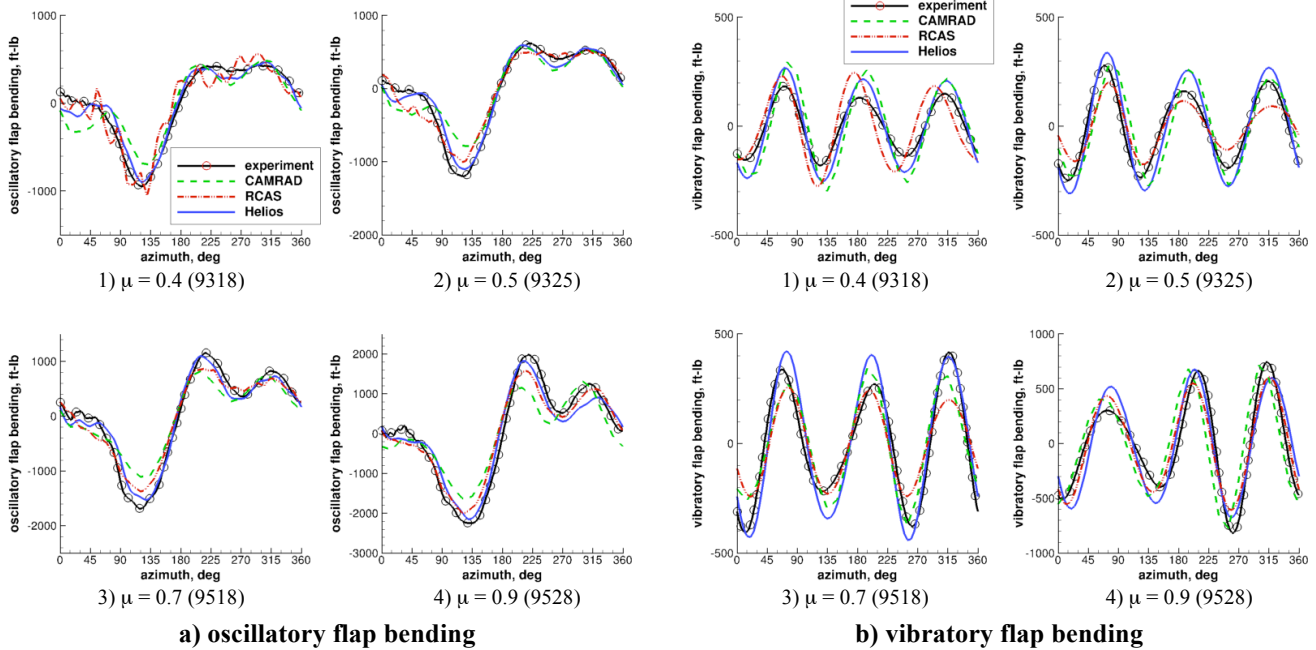 oscillatory flap bending, ft-lb
1000
0
-1000
experiment
CAMRAD
RCAS
Helios
0 45 90 135 180 225 270 315 360
azimuth, deg
1) μ = 0.4 (9318)
oscillatory flap bending, ft-lb
1000
0
-1000
-2000
0 45 90 135 180 225 270 315 360
azimuth, deg
2) μ = 0.5 (9325)
experiment
CAMRAD
RCAS
Helios
vibratory flap bending, ft-lb
500
0
-500
0 45 90 135 180 225 270 315 360
azimuth, deg
1) μ = 0.4 (9318)
vibratory flap bending, ft-lb
500
0
-500
0 45 90 135 180 225 270 315 360
azimuth, deg
2) μ = 0.5 (9325)
oscillatory flap bending, ft-lb
1000
0
-1000
-2000
0 45 90 135 180 225 270 315 360
azimuth, deg
3) μ = 0.7 (9518)
oscillatory flap bending, ft-lb
2000
1000
0
-1000
-2000
-3000
0 45 90 135 180 225 270 315 360
azimuth, deg
4) μ = 0.9 (9528)
vibratory flap bending, ft-lb
500
0
-500
0 45 90 135 180 225 270 315 360
azimuth, deg
3) μ = 0.7 (9518)
vibratory flap bending, ft-lb
1000
500
0
-500
-1000
0 45 90 135 180 225 270 315 360
azimuth, deg
4) μ = 0.9 (9528)
a) oscillatory flap bending
b) vibratory flap bending